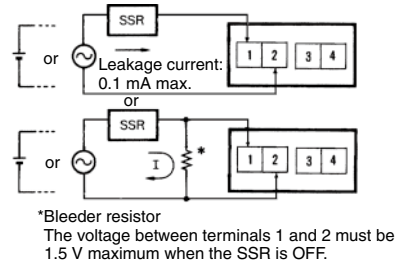 SSR
or
Leakage current:
0.1 mA max.
1 2 3 4
or
SSR
or
I
*
1 2 3 4
*Bleeder resistor
The voltage between terminals 1 and 2 must be
1.5 V maximum when the SSR is OFF.